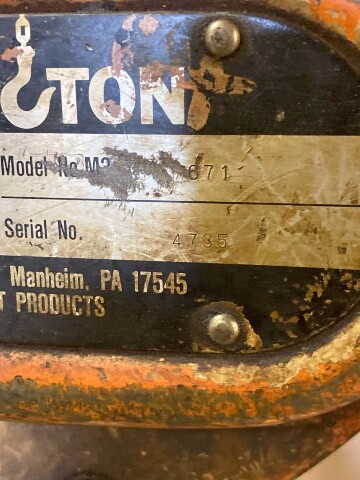 TON
Model No. M2 671
Serial No. 4735
Manheim, PA 17545
T PRODUCTS